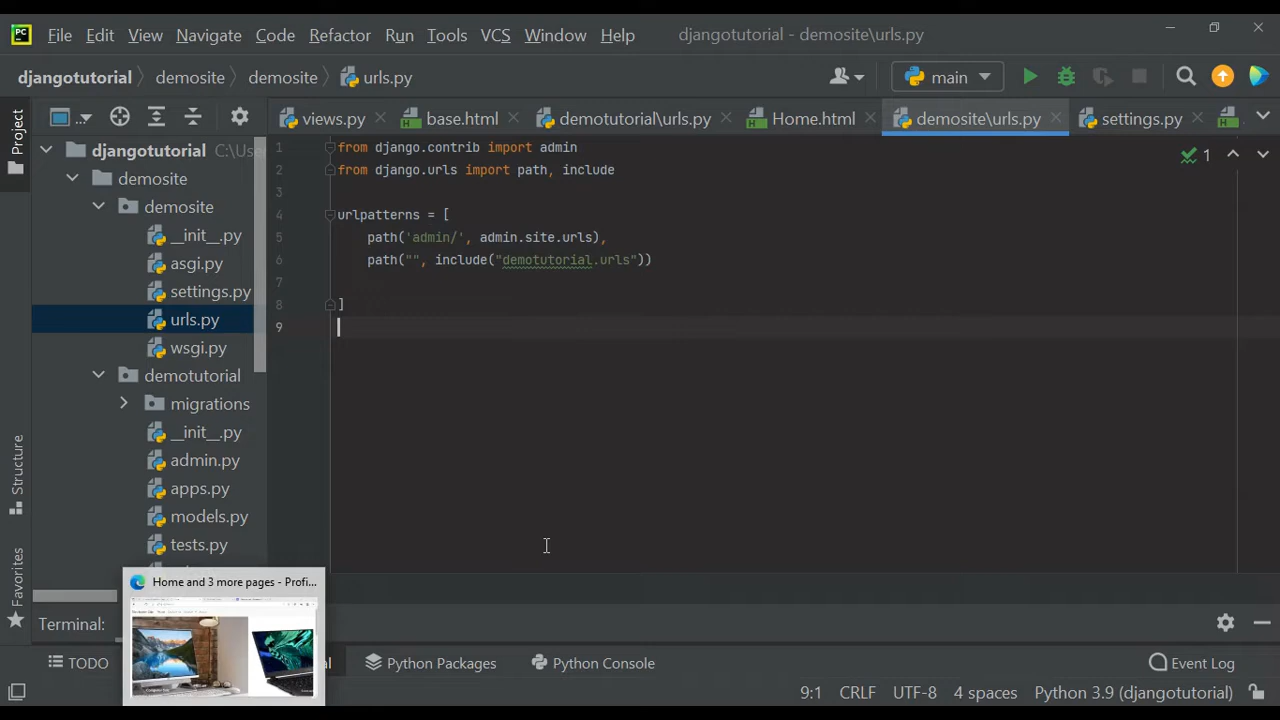 PC File Edit View Navigate Code Refactor Run Tools VCS Window Help djangotutorial - demosite\urls.py
djangotutorial demosite demosite urls.py main
Project
views.py base.html demotutorial\urls.py Home.html demosite\urls.py settings.py
djangotutorial C:\Use
demosite
demosite
__init__.py
asgi.py
settings.py
urls.py
wsgi.py
demotutorial
migrations
__init__.py
admin.py
apps.py
models.py
tests.py
1 from django.contrib import admin
2 from django.urls import path, include
3
4 urlpatterns = [
5 path('admin/', admin.site.urls),
6 path("", include("demotutorial.urls"))
7
8 ]
9
1
Structure
Favorites
Home and 3 more pages - Profi...
Terminal:
TODO
al
Python Packages
Python Console
Event Log
9:1 CRLF UTF-8 4 spaces Python 3.9 (djangotutorial)